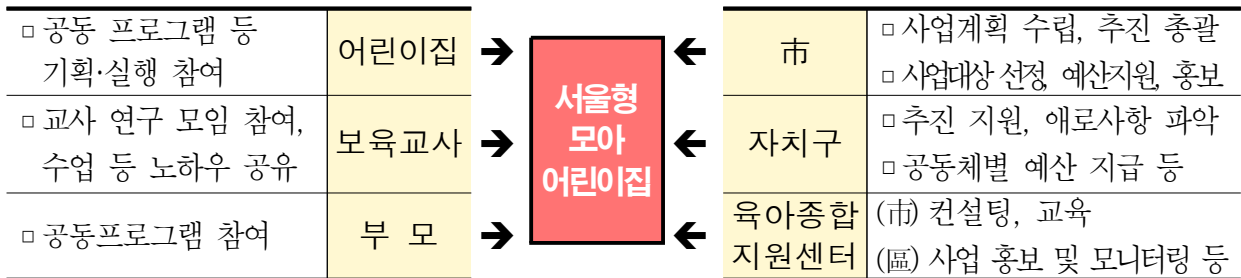 □ 공동 프로그램 등
기획·실행 참여
어린이집
□ 교사 연구 모임 참여,
수업 등 노하우 공유
보육교사
□ 공동프로그램 참여
부 모
서울형
모아
어린이집
市
□ 사업계획 수립, 추진 총괄
□ 사업대상 선정, 예산지원, 홍보
자치구
□ 추진 지원, 애로사항 파악
□ 공동체별 예산 지급 등
육아종합
지원센터
(市) 컨설팅, 교육
(區) 사업 홍보 및 모니터링 등